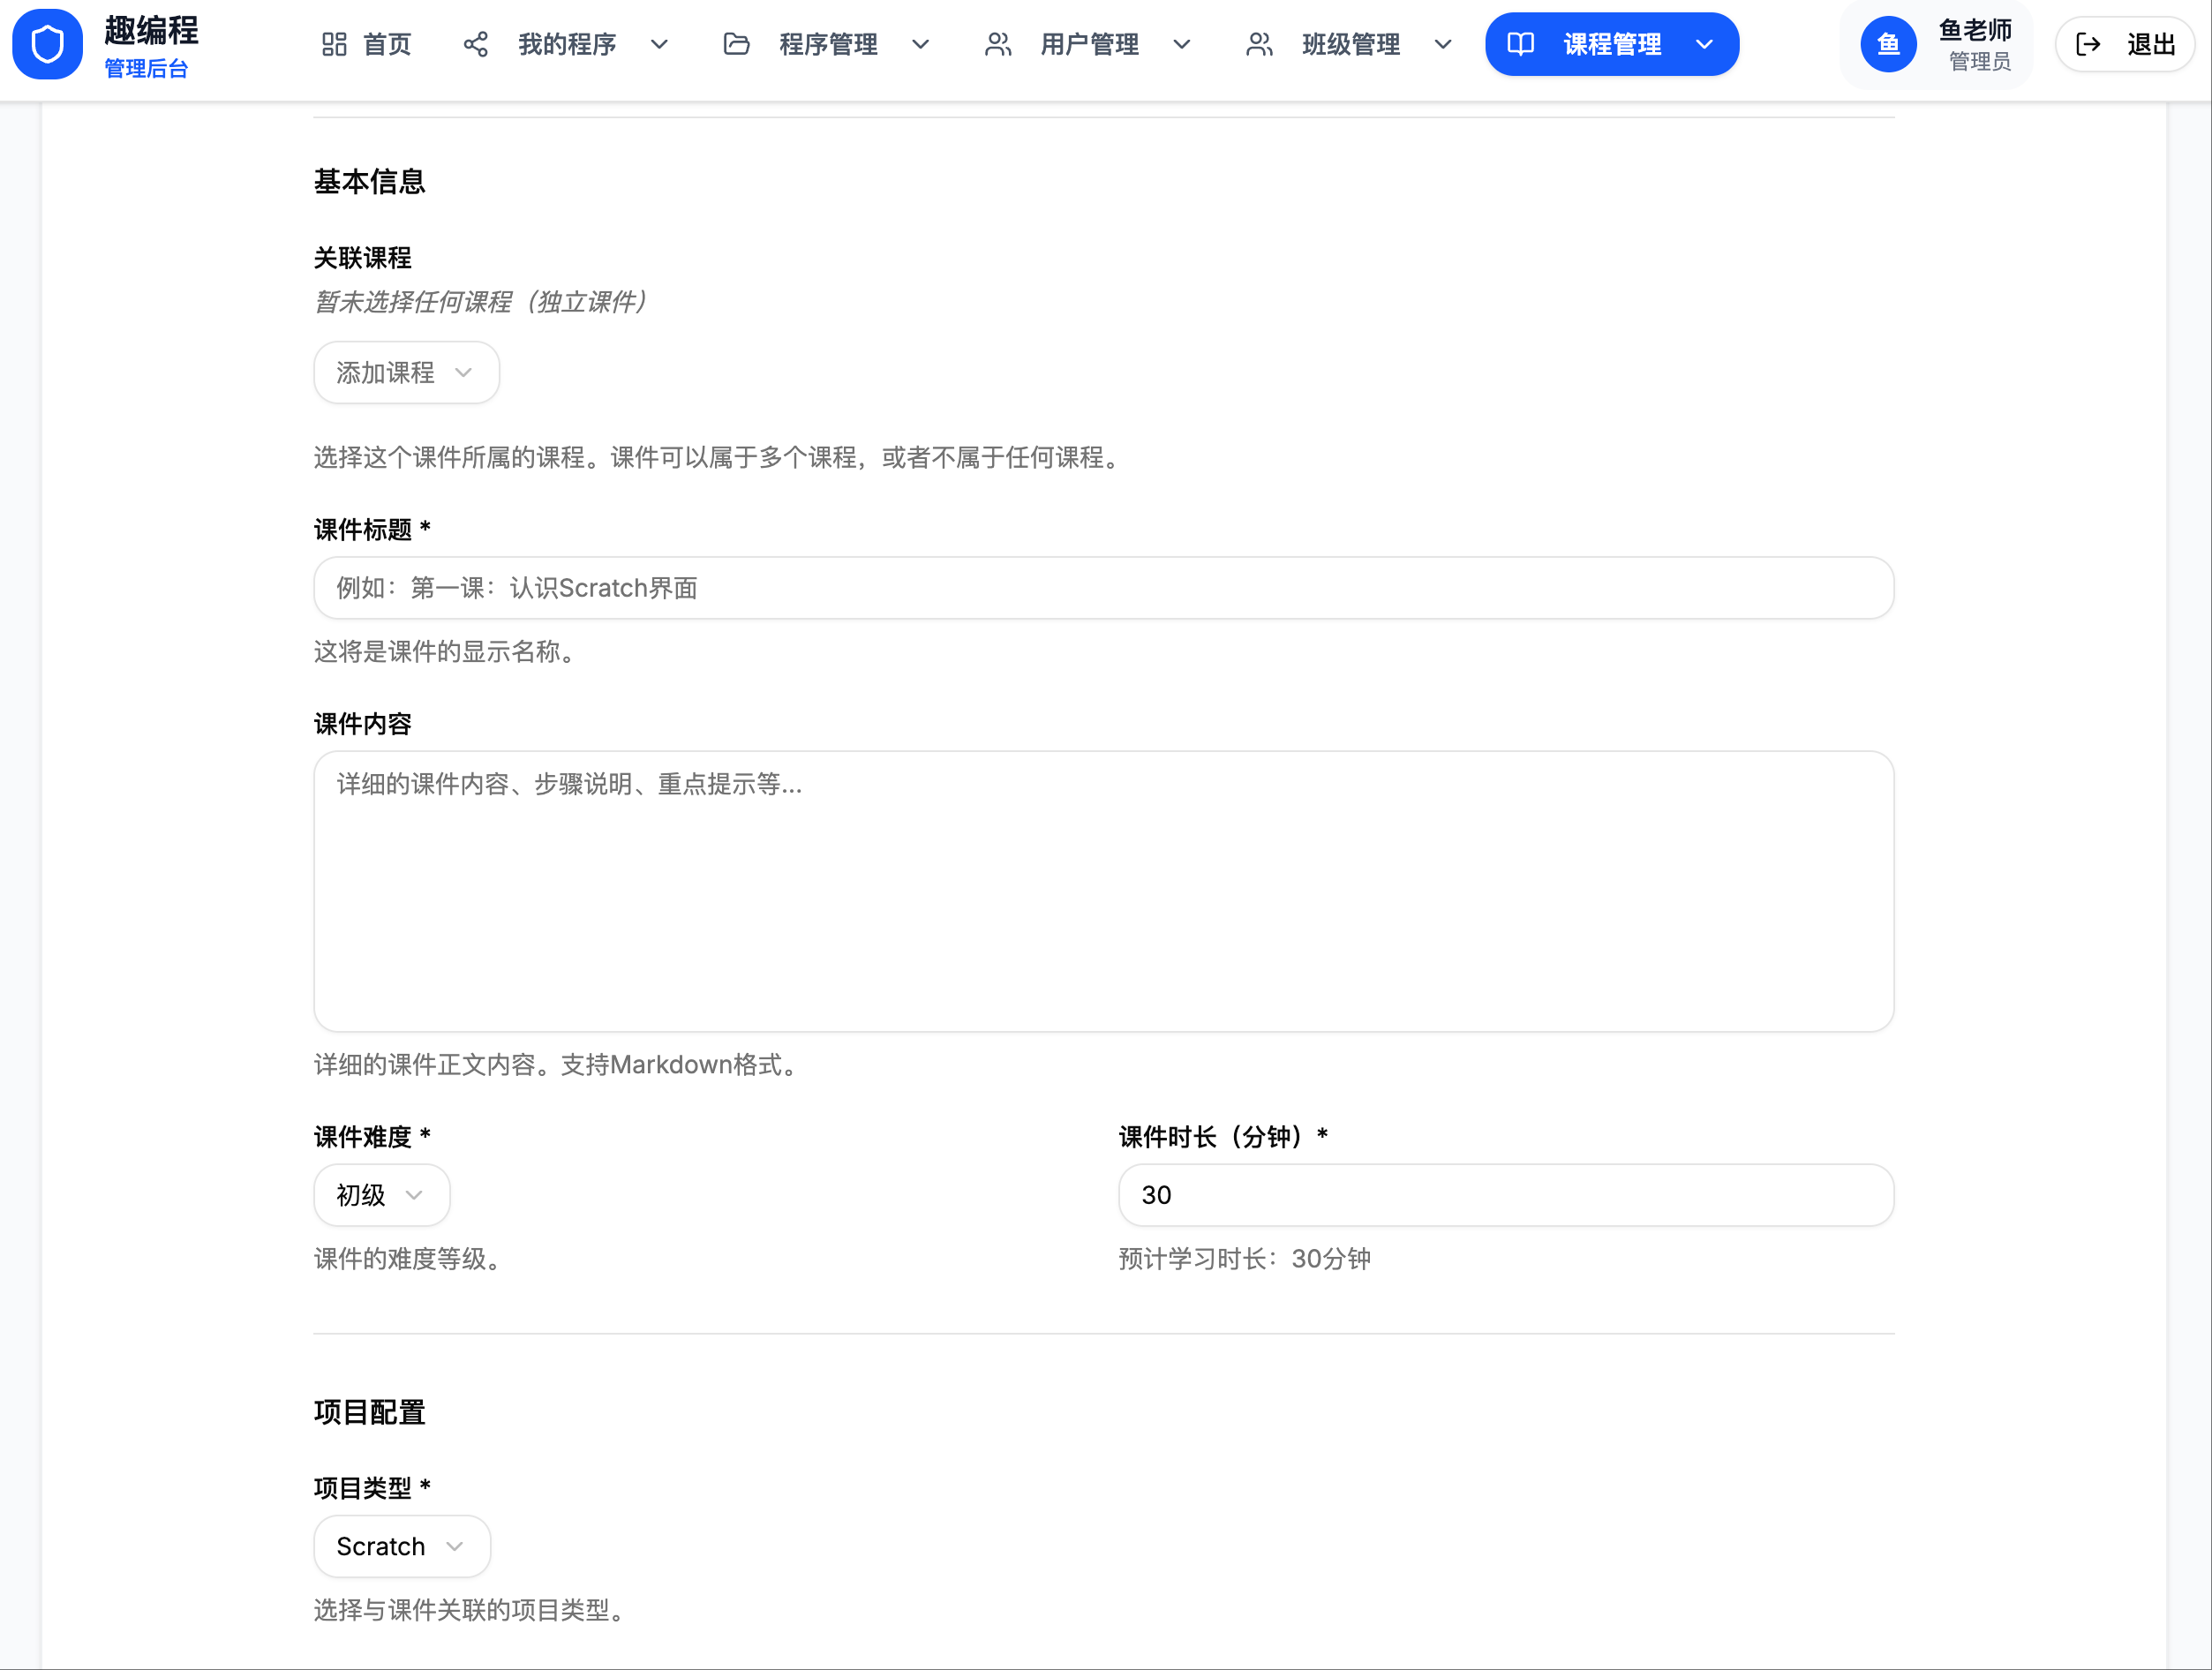 趣编程
管理后台
首页
我的程序
程序管理
用户管理
班级管理
课程管理
鱼
鱼老师
管理员
退出
基本信息
关联课程
暂未选择任何课程（独立课件）
添加课程
选择这个课件所属的课程。课件可以属于多个课程，或者不属于任何课程。
课件标题 *
例如：第一课：认识Scratch界面
这将是课件的显示名称。
课件内容
详细的课件内容、步骤说明、重点提示等...
详细的课件正文内容。支持Markdown格式。
课件难度 *
课件时长（分钟）*
初级
30
课件的难度等级。
预计学习时长：30分钟
项目配置
项目类型 *
Scratch
选择与课件关联的项目类型。